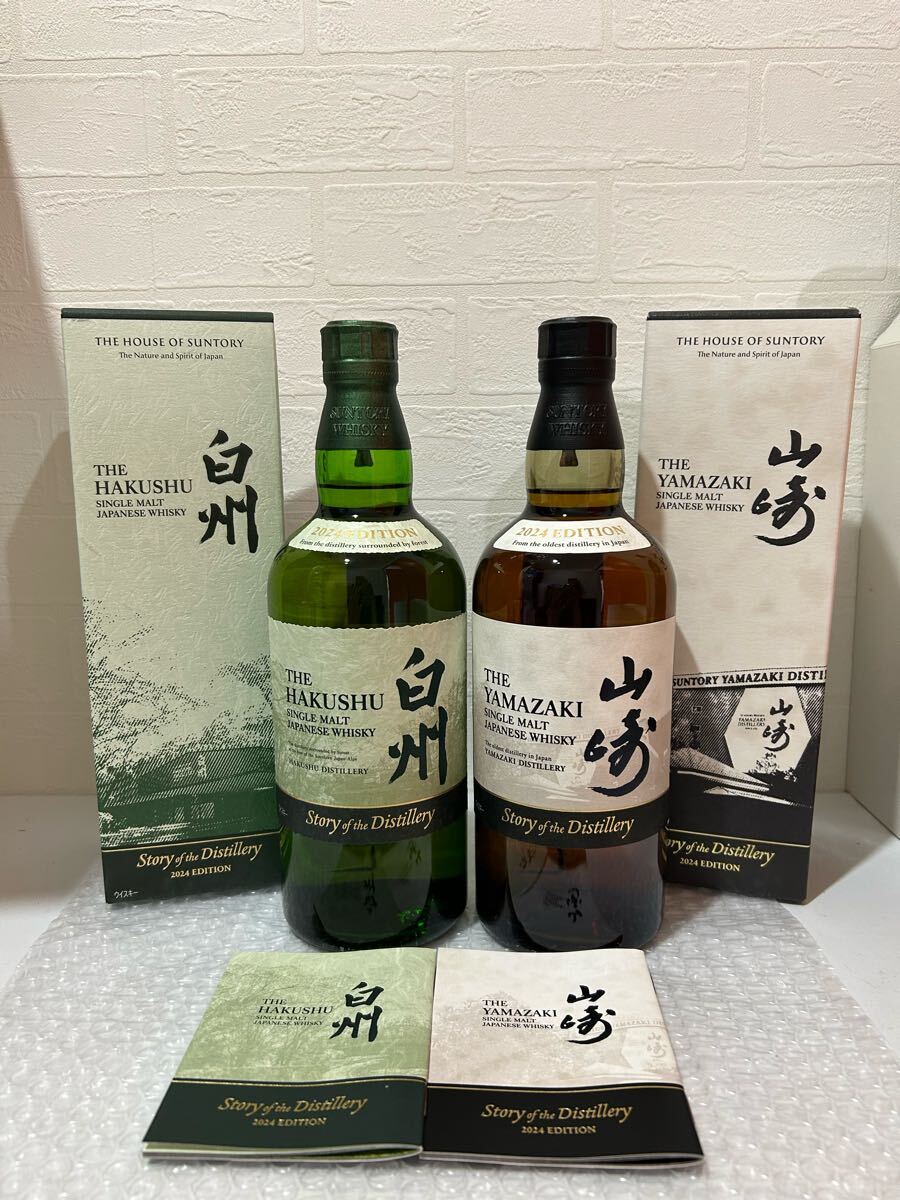 THE HOUSE OF SUNTORY
The Nature and Spirit of Japan
THE
HAKUSHU
SINGLE MALT
JAPANESE WHISKY
白州
Story of the Distillery
2024 EDITION
ウイスキー
SUNTORY
WHISKY
2024 EDITION
From the distillery surrounded by forest
THE
HAKUSHU
SINGLE MALT
JAPANESE WHISKY
白州
HAKUSHU DISTILLERY
Story of the Distillery
SUNTORY
WHISKY
2024 EDITION
From the oldest distillery in Japan
THE
YAMAZAKI
SINGLE MALT
JAPANESE WHISKY
山崎
The oldest distillery in Japan
YAMAZAKI DISTILLERY
Story of the Distillery
THE HOUSE OF SUNTORY
The Nature and Spirit of Japan
THE
YAMAZAKI
SINGLE MALT
JAPANESE WHISKY
山崎
SUNTORY YAMAZAKI DISTI
YAMAZAKI
DISTILLERY
山崎
Story of the Distillery
2024 EDITION
THE
HAKUSHU
SINGLE MALT
JAPANESE WHISKY
白州
Story of the Distillery
2024 EDITION
THE
YAMAZAKI
SINGLE MALT
JAPANESE WHISKY
山崎
Story of the Distillery
2024 EDITION